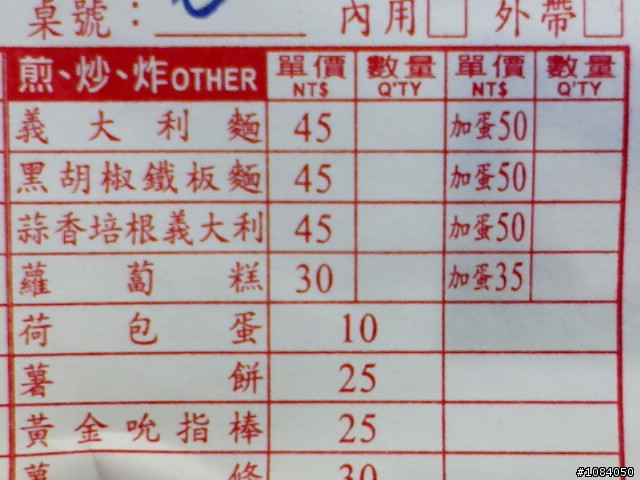 桌號： 內用 外帶
煎、炒、炸OTHER 單價 NT$ 數量 Q'TY 單價 NT$ 數量 Q'TY
義大利麵 45 加蛋50
黑胡椒鐵板麵 45 加蛋50
蒜香培根義大利 45 加蛋50
蘿蔔糕 30 加蛋35
荷包蛋 10
薯餅 25
黃金吮指棒 25
薯條 30
#1084050